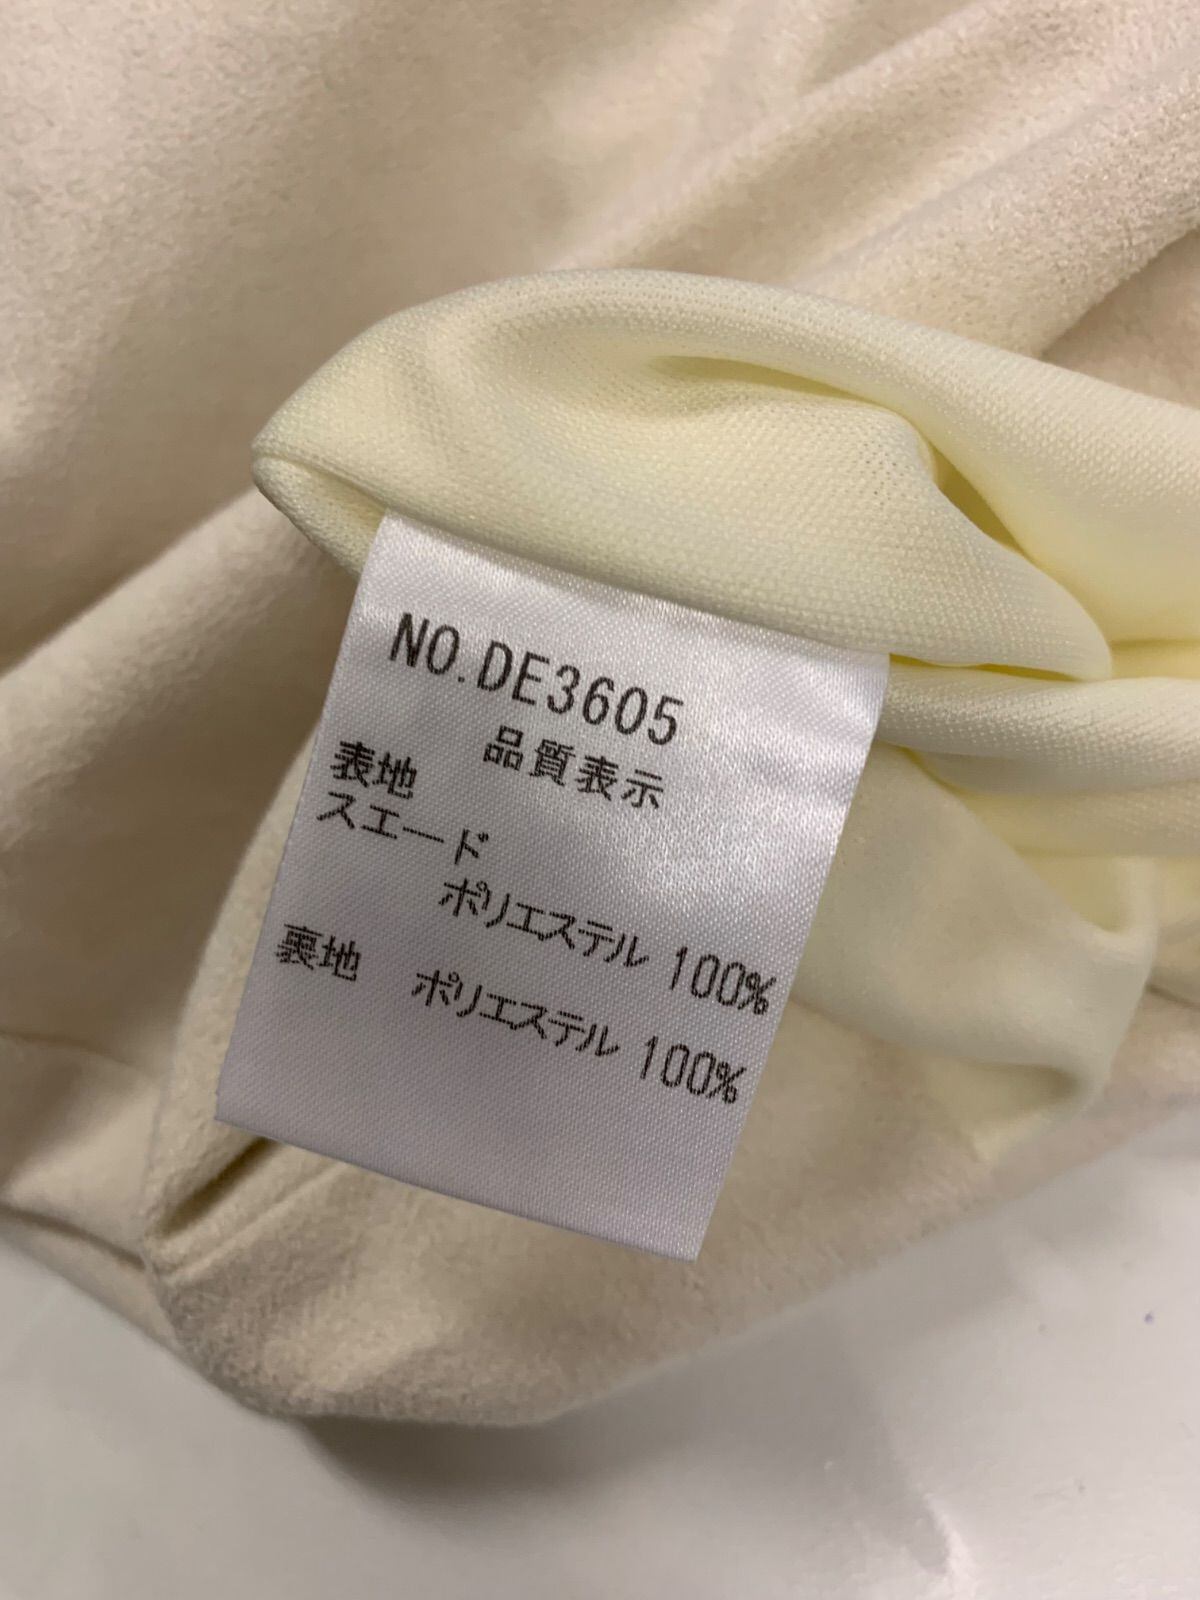 NO.DE3605
品質表示
表地
スエード
ポリエステル 100%
裏地 ポリエステル 100%